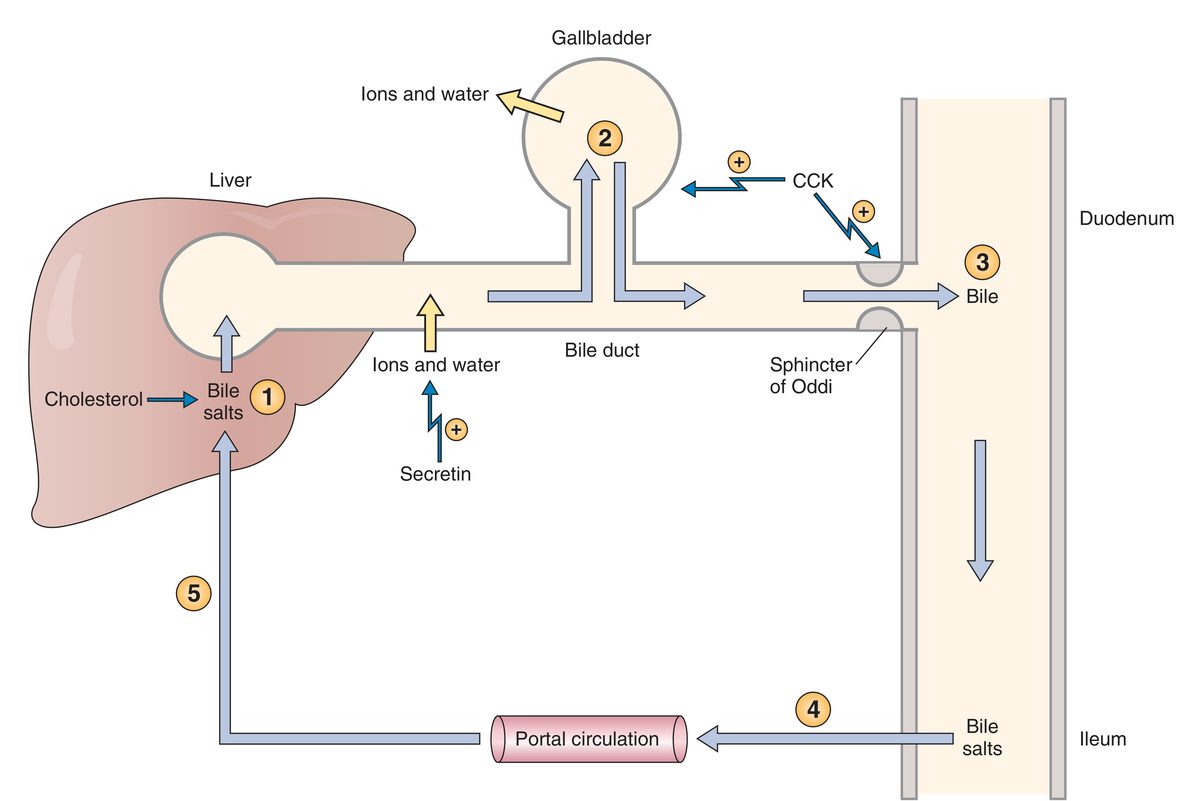 Gallbladder
Ions and water
2
+
CCK
Liver
+
Duodenum
3
Bile
Bile duct
Ions and water
Sphincter
of Oddi
Cholesterol
Bile
salts
1
+
Secretin
5
4
Portal circulation
Bile
salts
Ileum